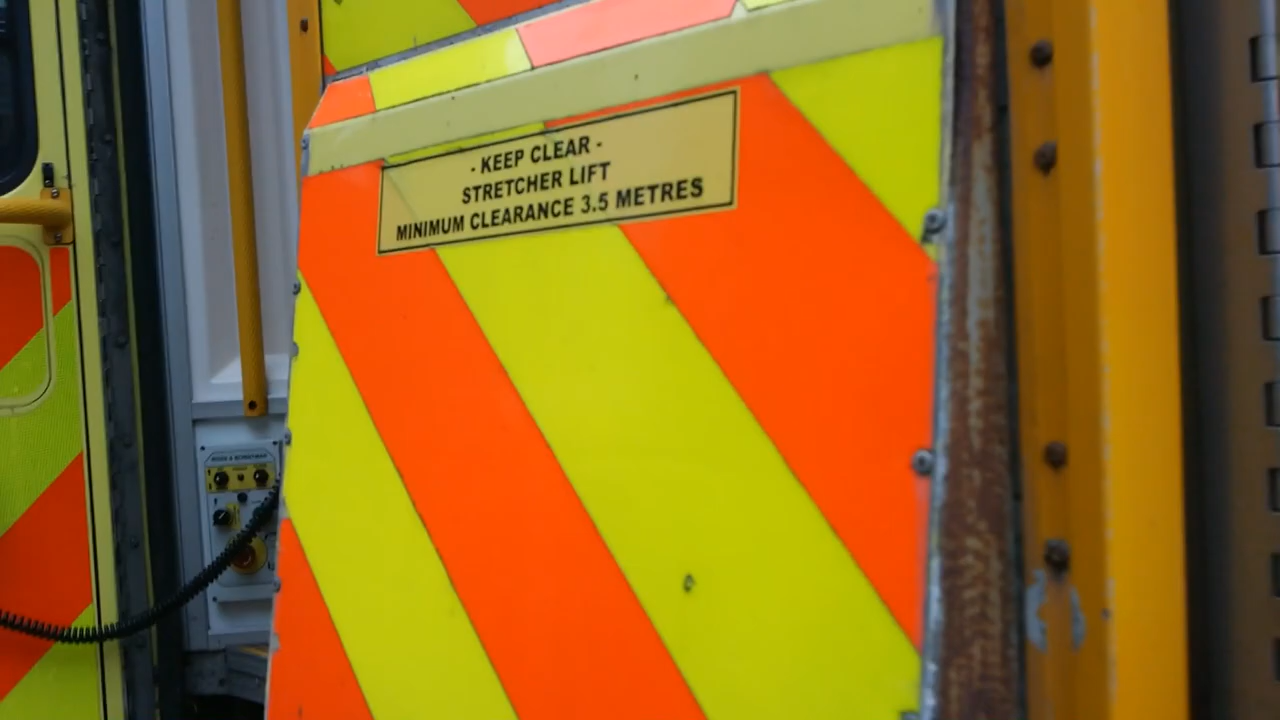 - KEEP CLEAR -
STRETCHER LIFT
MINIMUM CLEARANCE 3.5 METRES